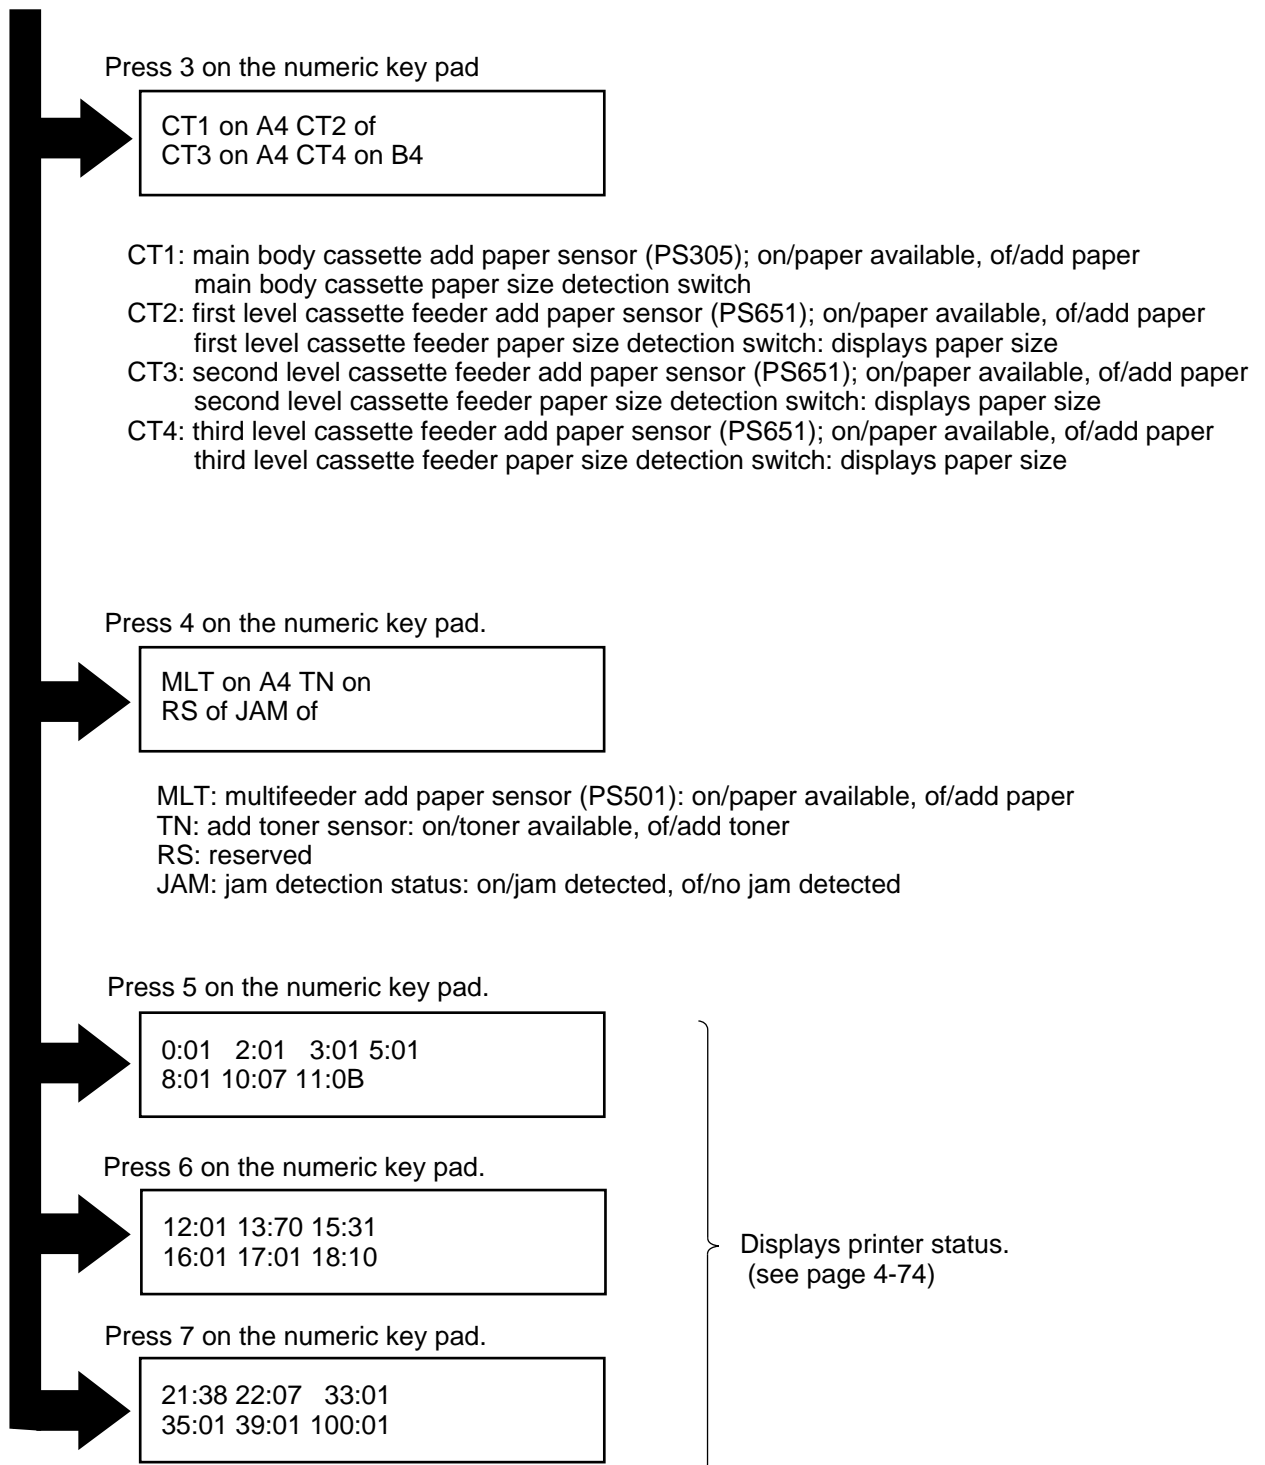 Press 3 on the numeric key pad
CT1 on A4 CT2 of
CT3 on A4 CT4 on B4
CT1: main body cassette add paper sensor (PS305); on/paper available, of/add paper
main body cassette paper size detection switch
CT2: first level cassette feeder add paper sensor (PS651); on/paper available, of/add paper
first level cassette feeder paper size detection switch: displays paper size
CT3: second level cassette feeder add paper sensor (PS651); on/paper available, of/add paper
second level cassette feeder paper size detection switch: displays paper size
CT4: third level cassette feeder add paper sensor (PS651); on/paper available, of/add paper
third level cassette feeder paper size detection switch: displays paper size
Press 4 on the numeric key pad.
MLT on A4 TN on
RS of JAM of
MLT: multifeeder add paper sensor (PS501): on/paper available, of/add paper
TN: add toner sensor: on/toner available, of/add toner
RS: reserved
JAM: jam detection status: on/jam detected, of/no jam detected
Press 5 on the numeric key pad.
0:01 2:01 3:01 5:01
8:01 10:07 11:0B
Press 6 on the numeric key pad.
12:01 13:70 15:31
16:01 17:01 18:10
Displays printer status.
(see page 4-74)
Press 7 on the numeric key pad.
21:38 22:07 33:01
35:01 39:01 100:01